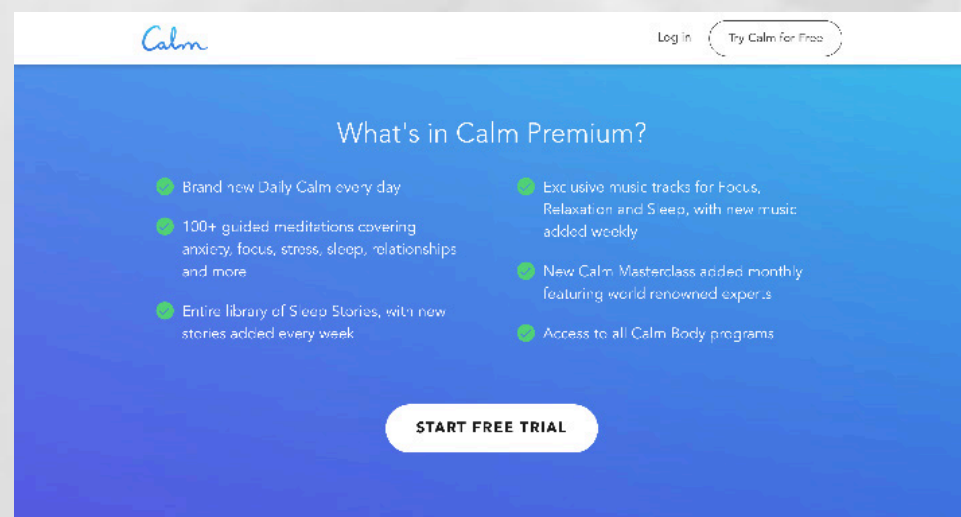 Calm
Log in
Try Calm for Free
What's in Calm Premium?
Brand new Daily Calm every day
100+ guided meditations covering
anxiety, focus, stress, sleep, relationships
and more
Entire library of Sleep Stories, with new
stories added every week
Exclusive music tracks for Focus,
Relaxation and Sleep, with new music
added weekly
New Calm Masterclass added monthly
featuring world renowned experts
Access to all Calm Body programs
START FREE TRIAL